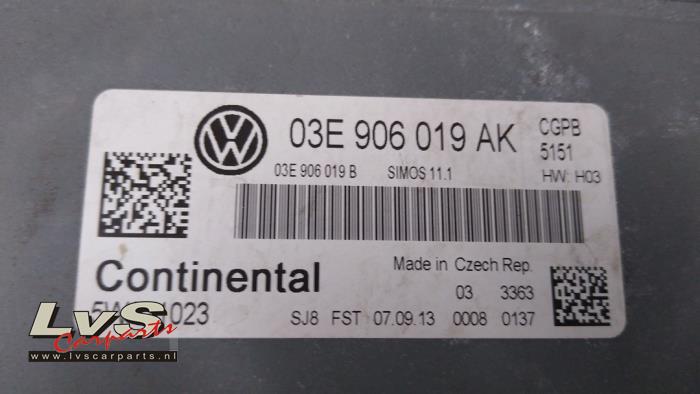 03E 906 019 AK CGPB
5151
03E 906 019 B SIMOS 11.1 HW: H03
Continental
Made in Czech Rep.
03 3363
023
SJ8 FST 07.09.13 0008 0137
LvS
Carparts
www.lvscarparts.nl